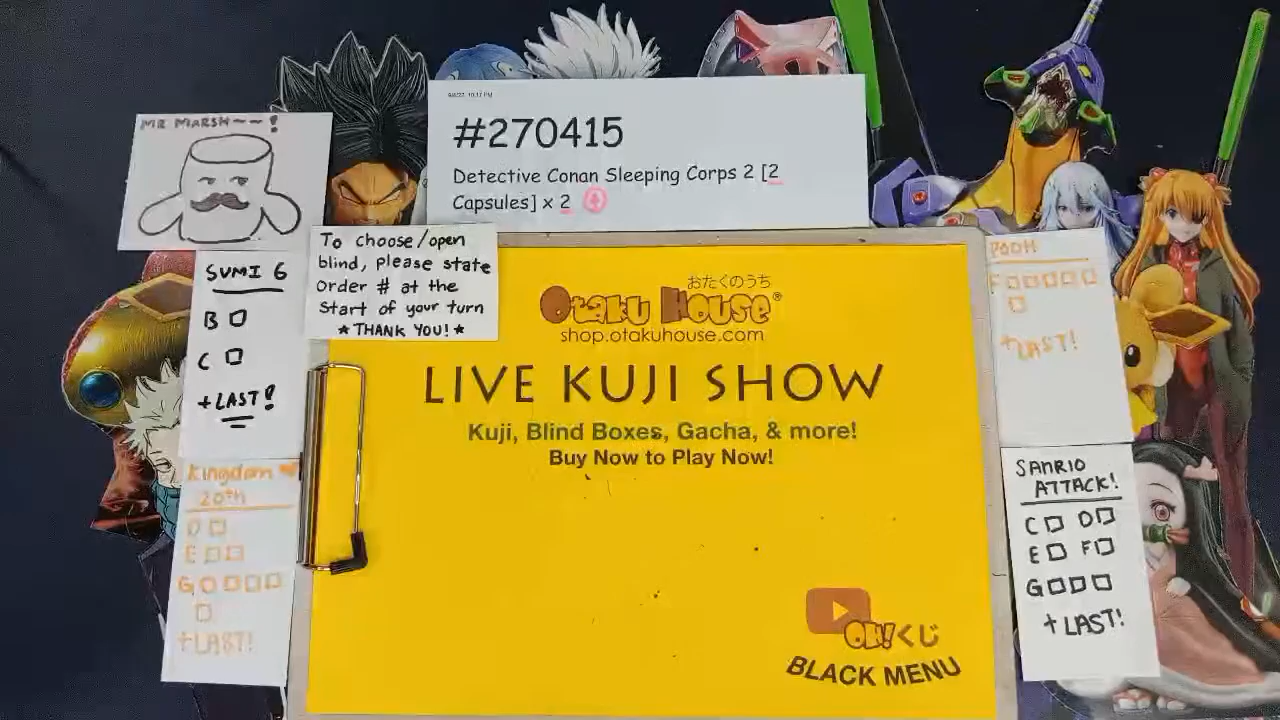 MR MARSH~~!
#270415
Detective Conan Sleeping Corps 2 [2
Capsules] x 2 4
To choose/open
blind, please state
Order # at the
Start of your turn
★THANK YOU!★
SUMI 6
B □
C □
+LAST!
Kingdom
20th
D □
E □□
G □□□□
□
+LAST!
おたくのうち
Otaku House®
shop.otakuhouse.com
LIVE KUJI SHOW
Kuji, Blind Boxes, Gacha, & more!
Buy Now to Play Now!
OH!くじ
BLACK MENU
POOH
F □□□□□
□
+LAST!
SANRIO
ATTACK!
C □ D □
E □ F □
G □□□
+ LAST!